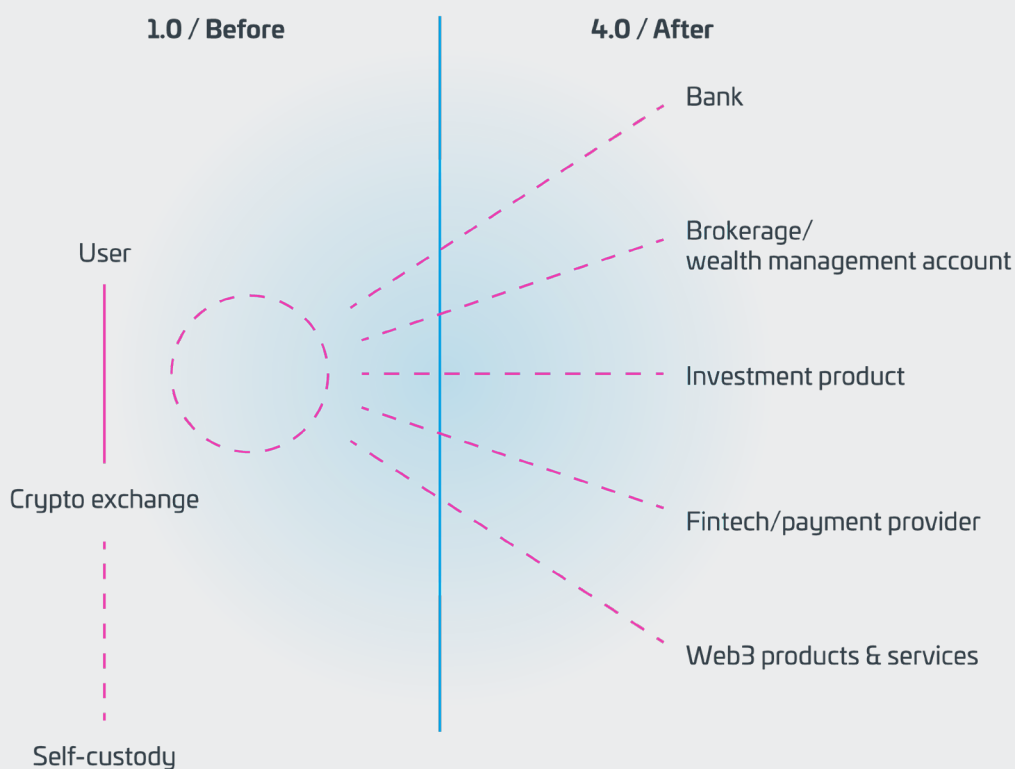 1.0 / Before
4.0 / After
User
Crypto exchange
Self-custody
Bank
Brokerage/
wealth management account
Investment product
Fintech/payment provider
Web3 products & services